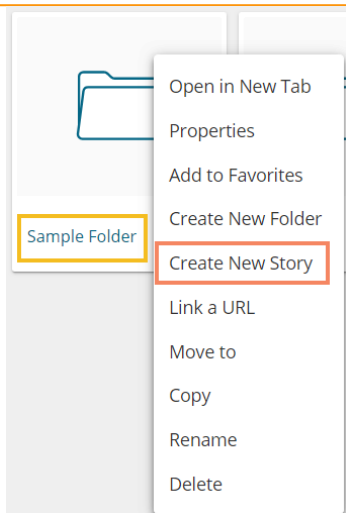 Sample Folder
Open in New Tab
Properties
Add to Favorites
Create New Folder
Create New Story
Link a URL
Move to
Copy
Rename
Delete